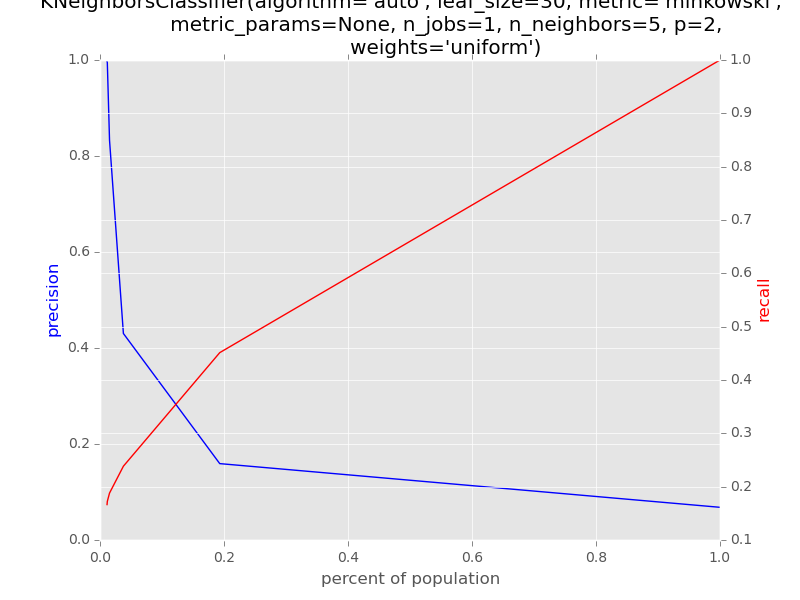 KNeighborsClassifier(algorithm='auto', leaf_size=30, metric='minkowski',
metric_params=None, n_jobs=1, n_neighbors=5, p=2,
weights='uniform')
1.0
0.8
0.6
0.4
0.2
0.0
precision
1.0
0.9
0.8
0.7
0.6
0.5
0.4
0.3
0.2
0.1
recall
0.0 0.2 0.4 0.6 0.8 1.0
percent of population